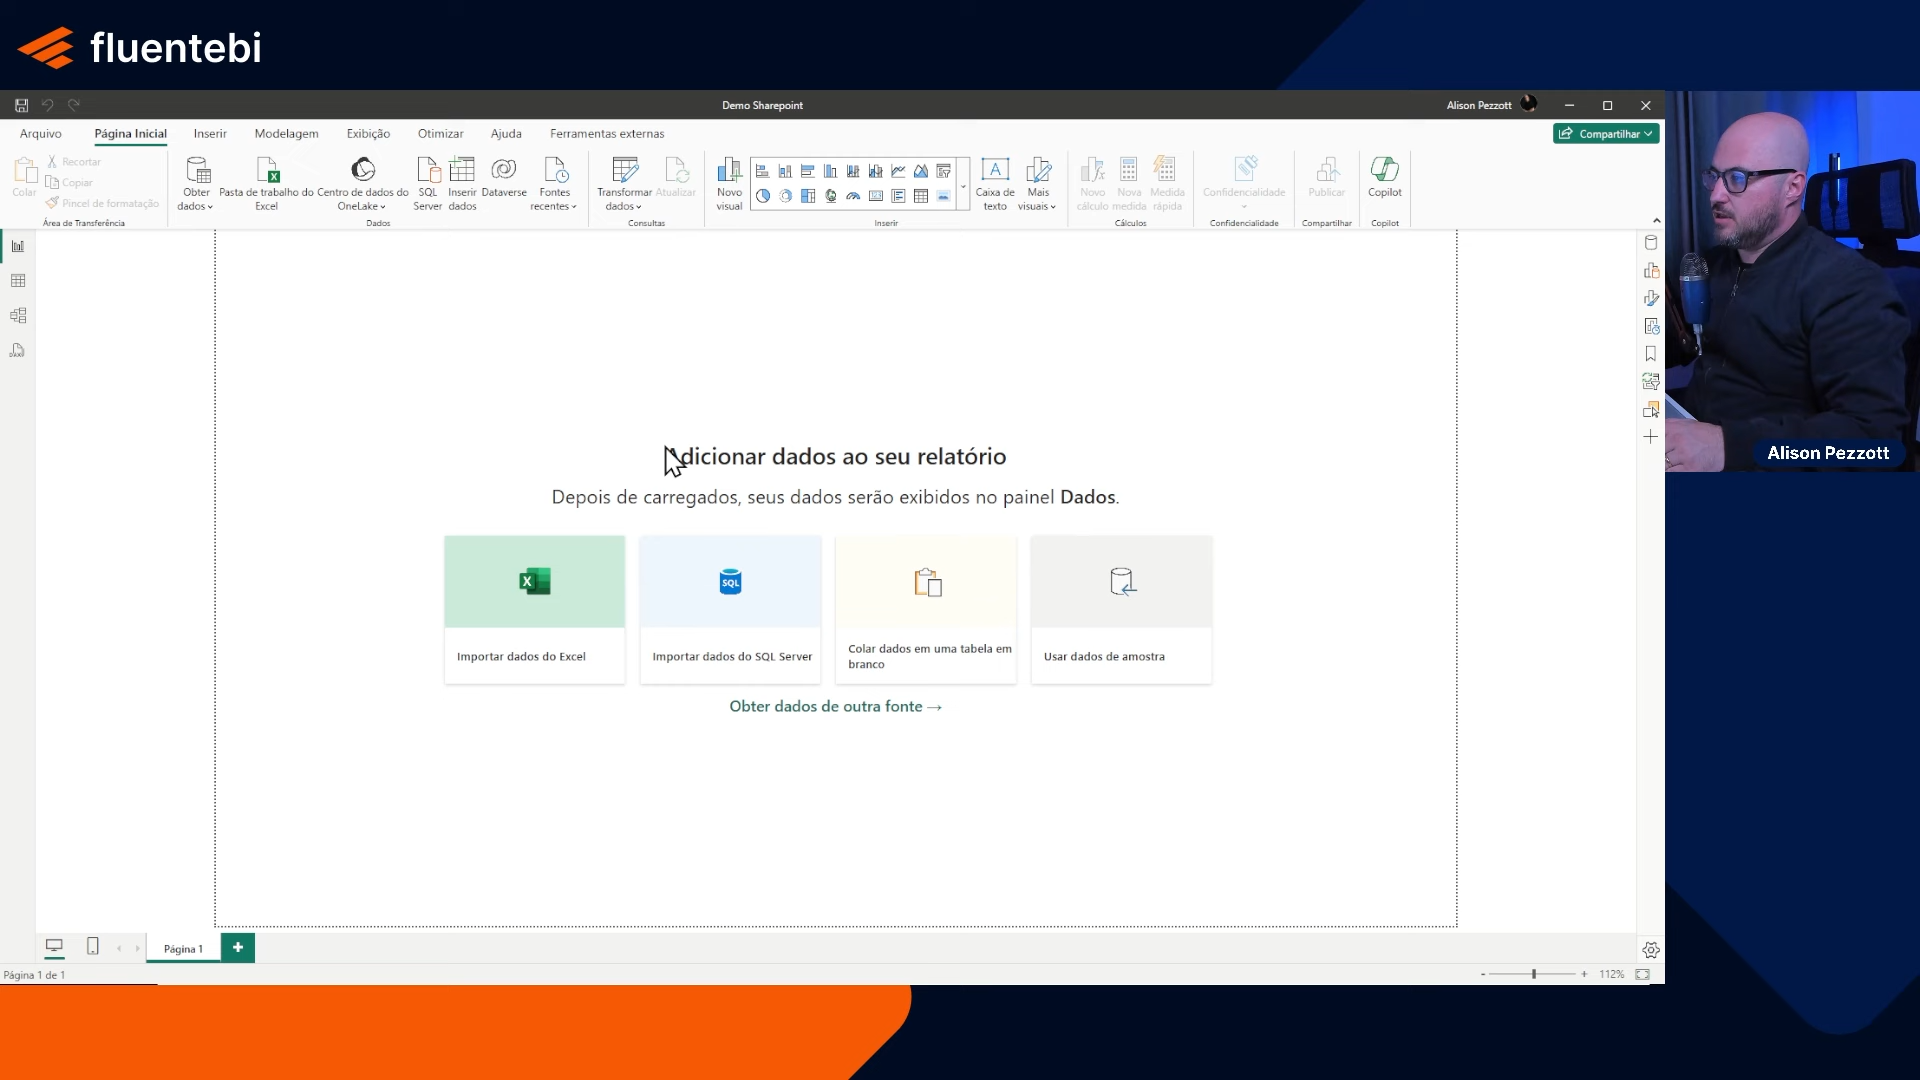 fluentebi
Demo Sharepoint
Alison Pezzott
Arquivo
Página Inicial
Inserir
Modelagem
Exibição
Otimizar
Ajuda
Ferramentas externas
Compartilhar
Colar
Recortar
Copiar
Pincel de formatação
Área de Transferência
Obter
dados
Pasta de trabalho do
Excel
Centro de dados do
OneLake
SQL
Server
Inserir
dados
Dataverse
Fontes
recentes
Dados
Transformar
dados
Atualizar
Consultas
Novo
visual
A
Caixa de
texto
Mais
visuais
Inserir
Novo
cálculo
Nova
medida
Medida
rápida
Cálculos
Confidencialidade
Confidencialidade
Publicar
Compartilhar
Copilot
Copilot
Adicionar dados ao seu relatório
Depois de carregados, seus dados serão exibidos no painel Dados.
X
SQL
Importar dados do Excel
Importar dados do SQL Server
Colar dados em uma tabela em
branco
Usar dados de amostra
Obter dados de outra fonte →
Alison Pezzott
Página 1
Página 1 de 1
112%